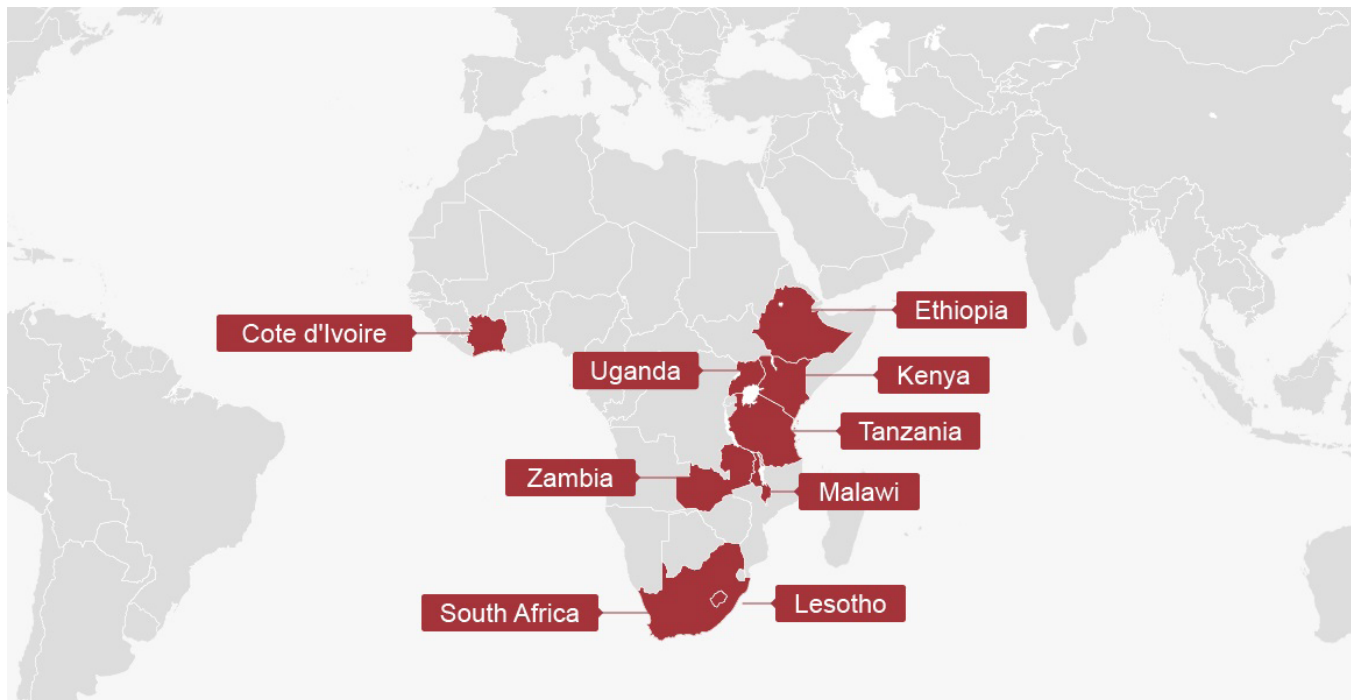 Ethiopia
Cote d'Ivoire
Uganda
Kenya
Tanzania
Zambia
Malawi
South Africa
Lesotho